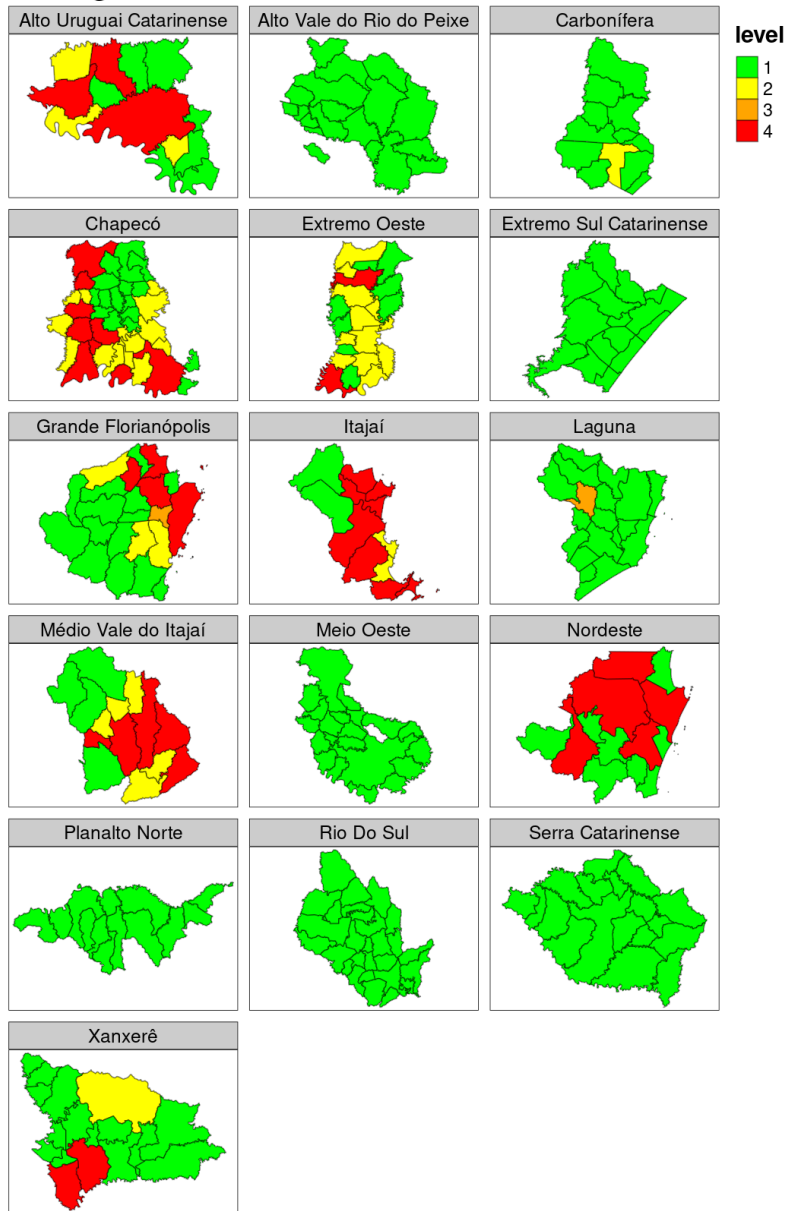 Alto Uruguai Catarinense
Alto Vale do Rio do Peixe
Carbonífera
level
1
2
3
4
Chapecó
Extremo Oeste
Extremo Sul Catarinense
Grande Florianópolis
Itajaí
Laguna
Médio Vale do Itajaí
Meio Oeste
Nordeste
Planalto Norte
Rio Do Sul
Serra Catarinense
Xanxerê